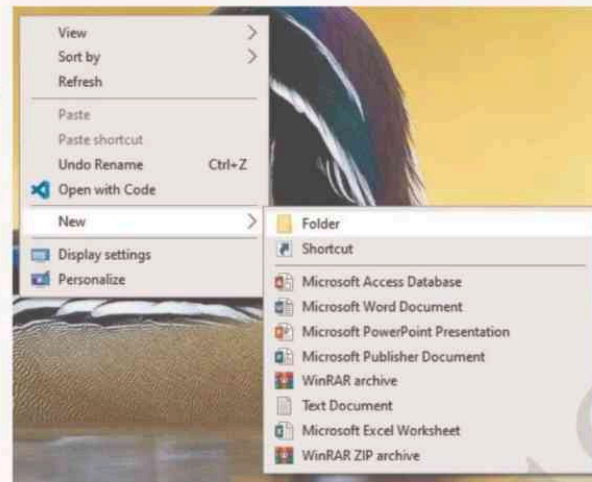 View
Sort by
Refresh
Paste
Paste shortcut
Undo Rename Ctrl+Z
Open with Code
New
Display settings
Personalize
Folder
Shortcut
Microsoft Access Database
Microsoft Word Document
Microsoft PowerPoint Presentation
Microsoft Publisher Document
WinRAR archive
Text Document
Microsoft Excel Worksheet
WinRAR ZIP archive